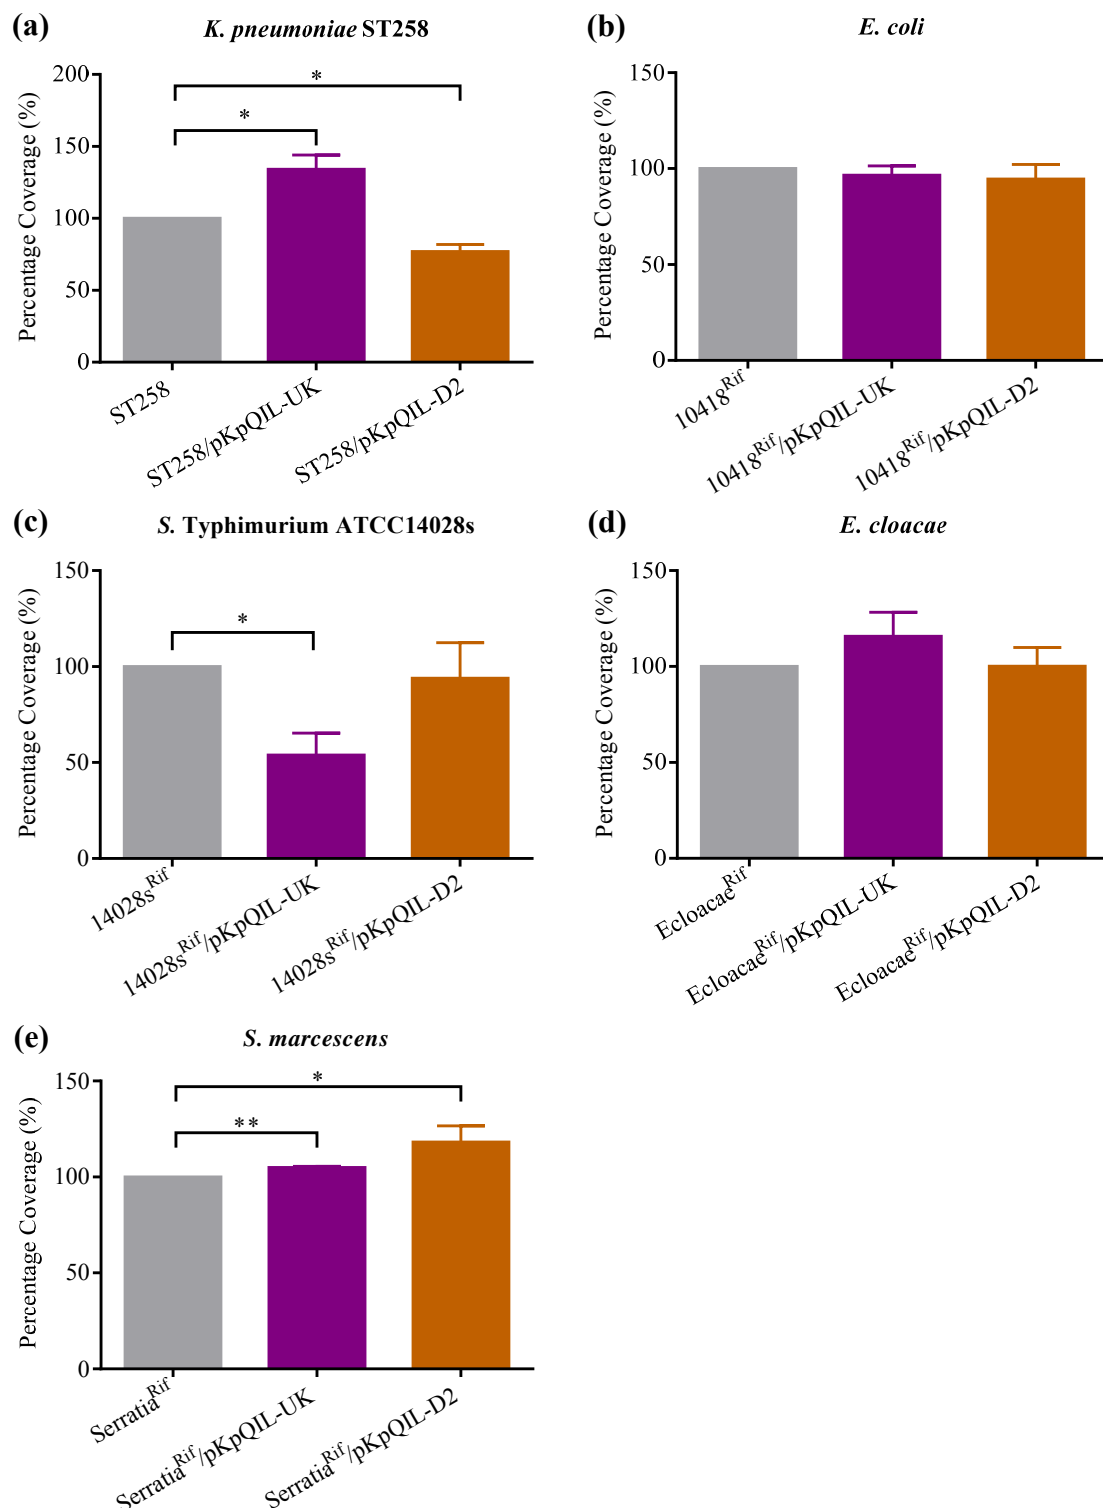 (a)
K. pneumoniae ST258
Percentage Coverage (%)
200
150
100
50
0
*
*
ST258
ST258/pKpQIL-UK
ST258/pKpQIL-D2
(b)
E. coli
Percentage Coverage (%)
150
100
50
0
10418Rif
10418Rif/pKpQIL-UK
10418Rif/pKpQIL-D2
(c)
S. Typhimurium ATCC14028s
Percentage Coverage (%)
150
100
50
0
*
14028sRif
14028sRif/pKpQIL-UK
14028sRif/pKpQIL-D2
(d)
E. cloacae
Percentage Coverage (%)
150
100
50
0
EcloacaeRif
EcloacaeRif/pKpQIL-UK
EcloacaeRif/pKpQIL-D2
(e)
S. marcescens
Percentage Coverage (%)
150
100
50
0
*
**
SerratiaRif
SerratiaRif/pKpQIL-UK
SerratiaRif/pKpQIL-D2